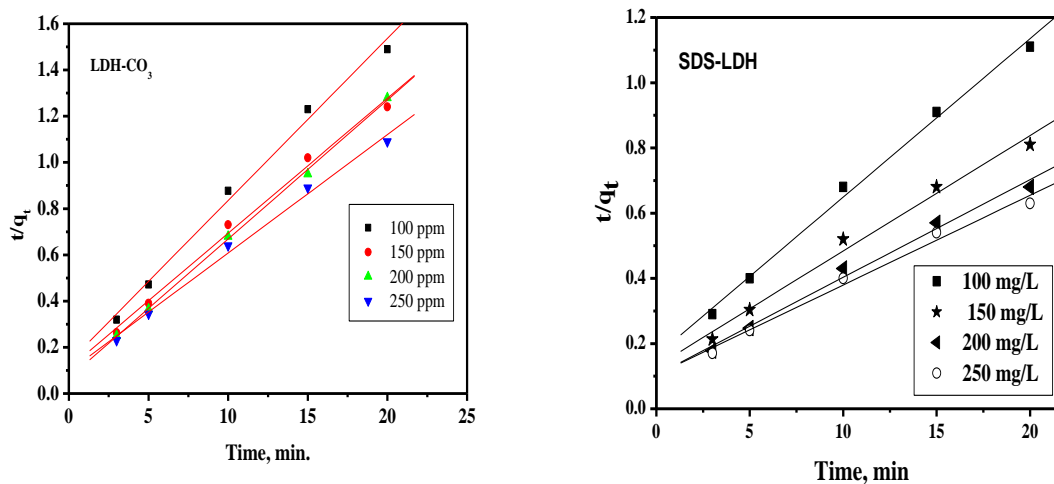 LDH-CO₃
1.6
1.4
1.2
1.0
0.8
0.6
0.4
0.2
0.0
t/qₜ
0 5 10 15 20 25
Time, min.
100 ppm
150 ppm
200 ppm
250 ppm
SDS-LDH
1.2
1.0
0.8
0.6
0.4
0.2
0.0
t/qₜ
0 5 10 15 20
Time, min
100 mg/L
150 mg/L
200 mg/L
250 mg/L